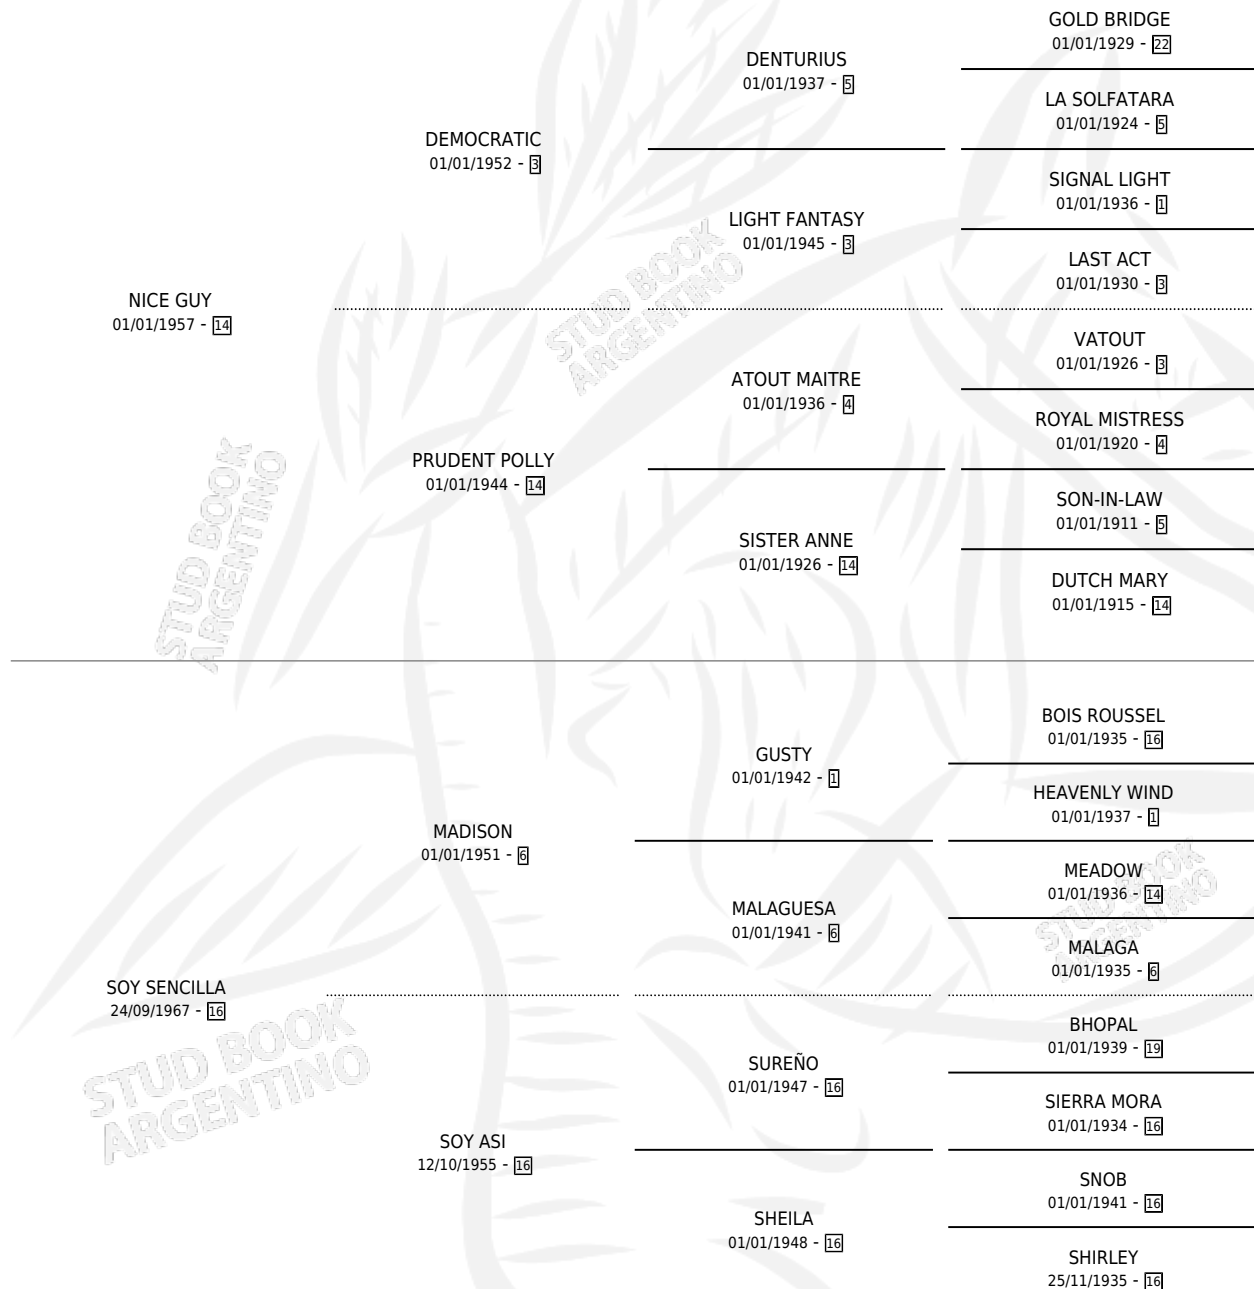 NICE GUY
01/01/1957 - 14
DEMOCRATIC
01/01/1952 - 3
PRUDENT POLLY
01/01/1944 - 14
DENTURIUS
01/01/1937 - 5
LIGHT FANTASY
01/01/1945 - 3
ATOUT MAITRE
01/01/1936 - 4
SISTER ANNE
01/01/1926 - 14
GOLD BRIDGE
01/01/1929 - 22
LA SOLFATARA
01/01/1924 - 5
SIGNAL LIGHT
01/01/1936 - 1
LAST ACT
01/01/1930 - 3
VATOUT
01/01/1926 - 3
ROYAL MISTRESS
01/01/1920 - 4
SON-IN-LAW
01/01/1911 - 5
DUTCH MARY
01/01/1915 - 14
SOY SENCILLA
24/09/1967 - 16
MADISON
01/01/1951 - 6
SOY ASI
12/10/1955 - 16
GUSTY
01/01/1942 - 1
MALAGUESA
01/01/1941 - 6
SUREÑO
01/01/1947 - 16
SHEILA
01/01/1948 - 16
BOIS ROUSSEL
01/01/1935 - 16
HEAVENLY WIND
01/01/1937 - 1
MEADOW
01/01/1936 - 14
MALAGA
01/01/1935 - 6
BHOPAL
01/01/1939 - 19
SIERRA MORA
01/01/1934 - 16
SNOB
01/01/1941 - 16
SHIRLEY
25/11/1935 - 16
STUD BOOK
ARGENTINO
STUD BOOK
ARGENTINO
STUD BOOK
ARGENTINO
STUD BOOK
ARGENTINO